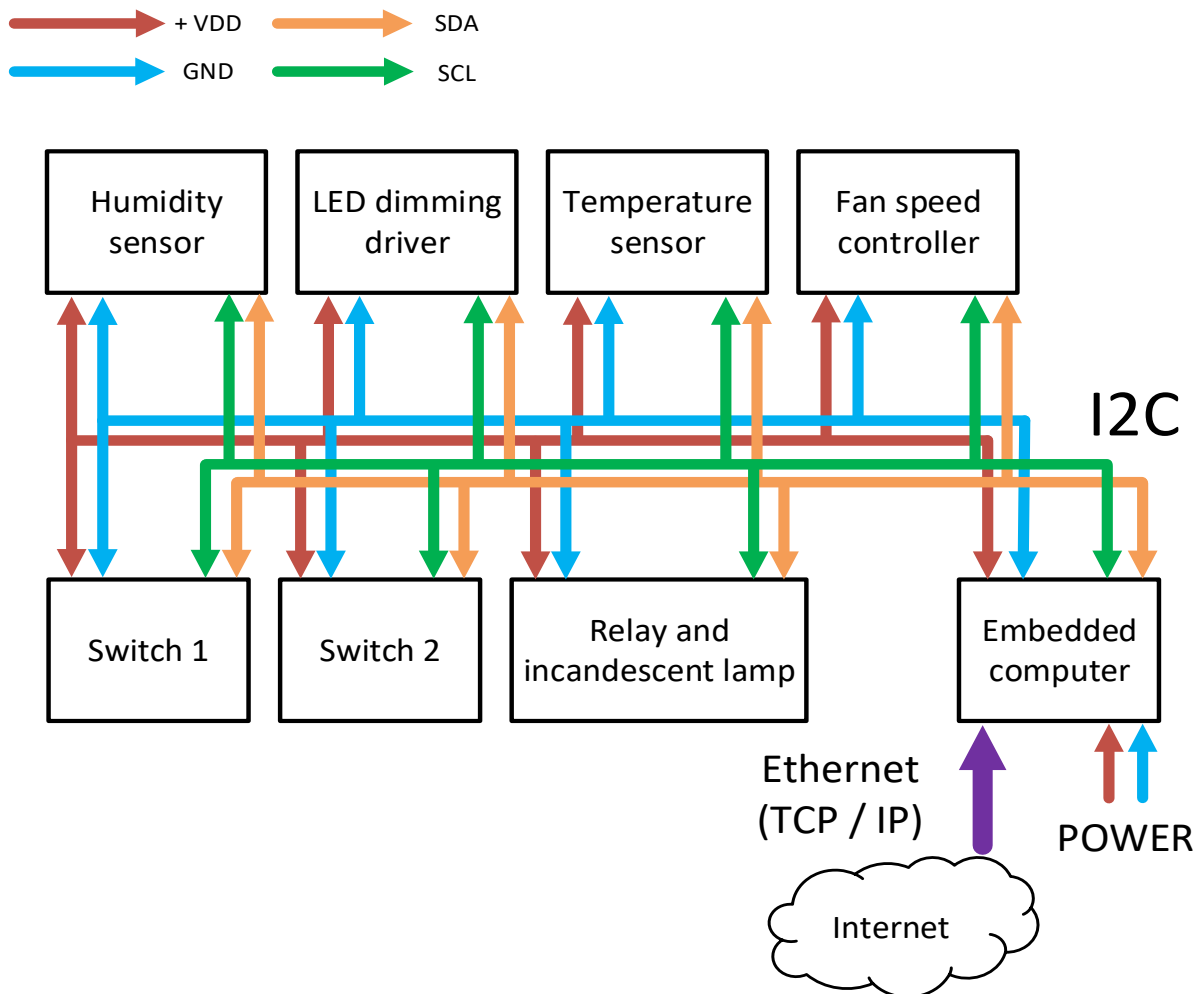 + VDD
SDA
GND
SCL
Humidity
sensor
LED dimming
driver
Temperature
sensor
Fan speed
controller
I2C
Switch 1
Switch 2
Relay and
incandescent lamp
Embedded
computer
Ethernet
(TCP / IP)
POWER
Internet